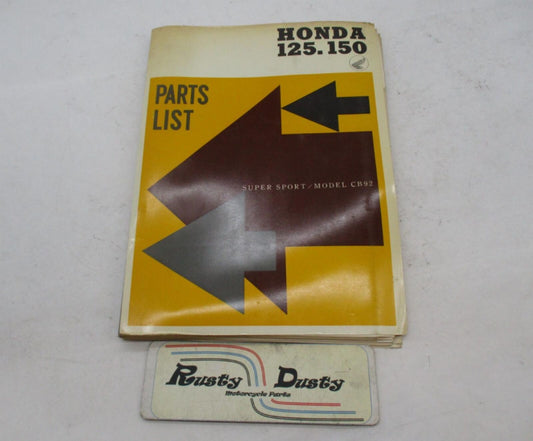 HONDA
125.150
PARTS
LIST
SUPER SPORT / MODEL CB92
Rusty Dusty
Motorcycle Parts